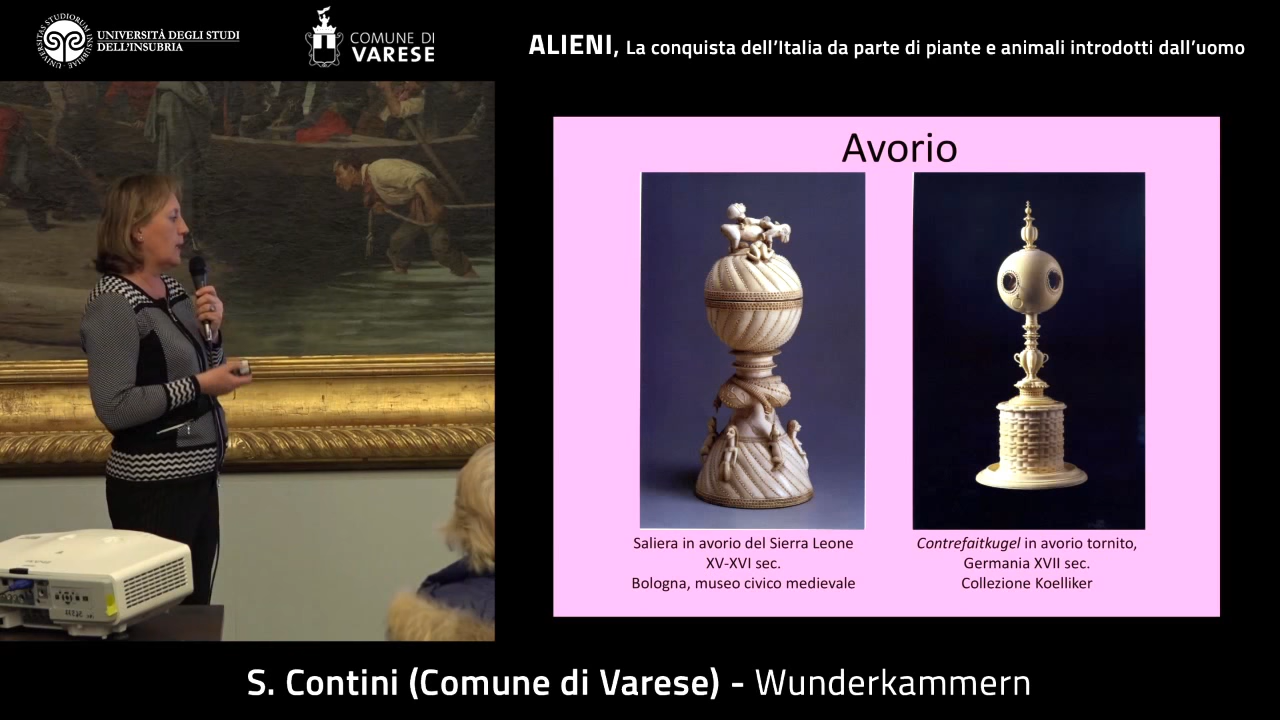 UNIVERSITÀ DEGLI STUDI
DELL'INSUBRIA
COMUNE DI
VARESE
ALIENI, La conquista dell'Italia da parte di piante e animali introdotti dall'uomo
Avorio
Saliera in avorio del Sierra Leone
XV-XVI sec.
Bologna, museo civico medievale
Contrefaitkugel in avorio tornito,
Germania XVII sec.
Collezione Koelliker
S. Contini (Comune di Varese) - Wunderkammern